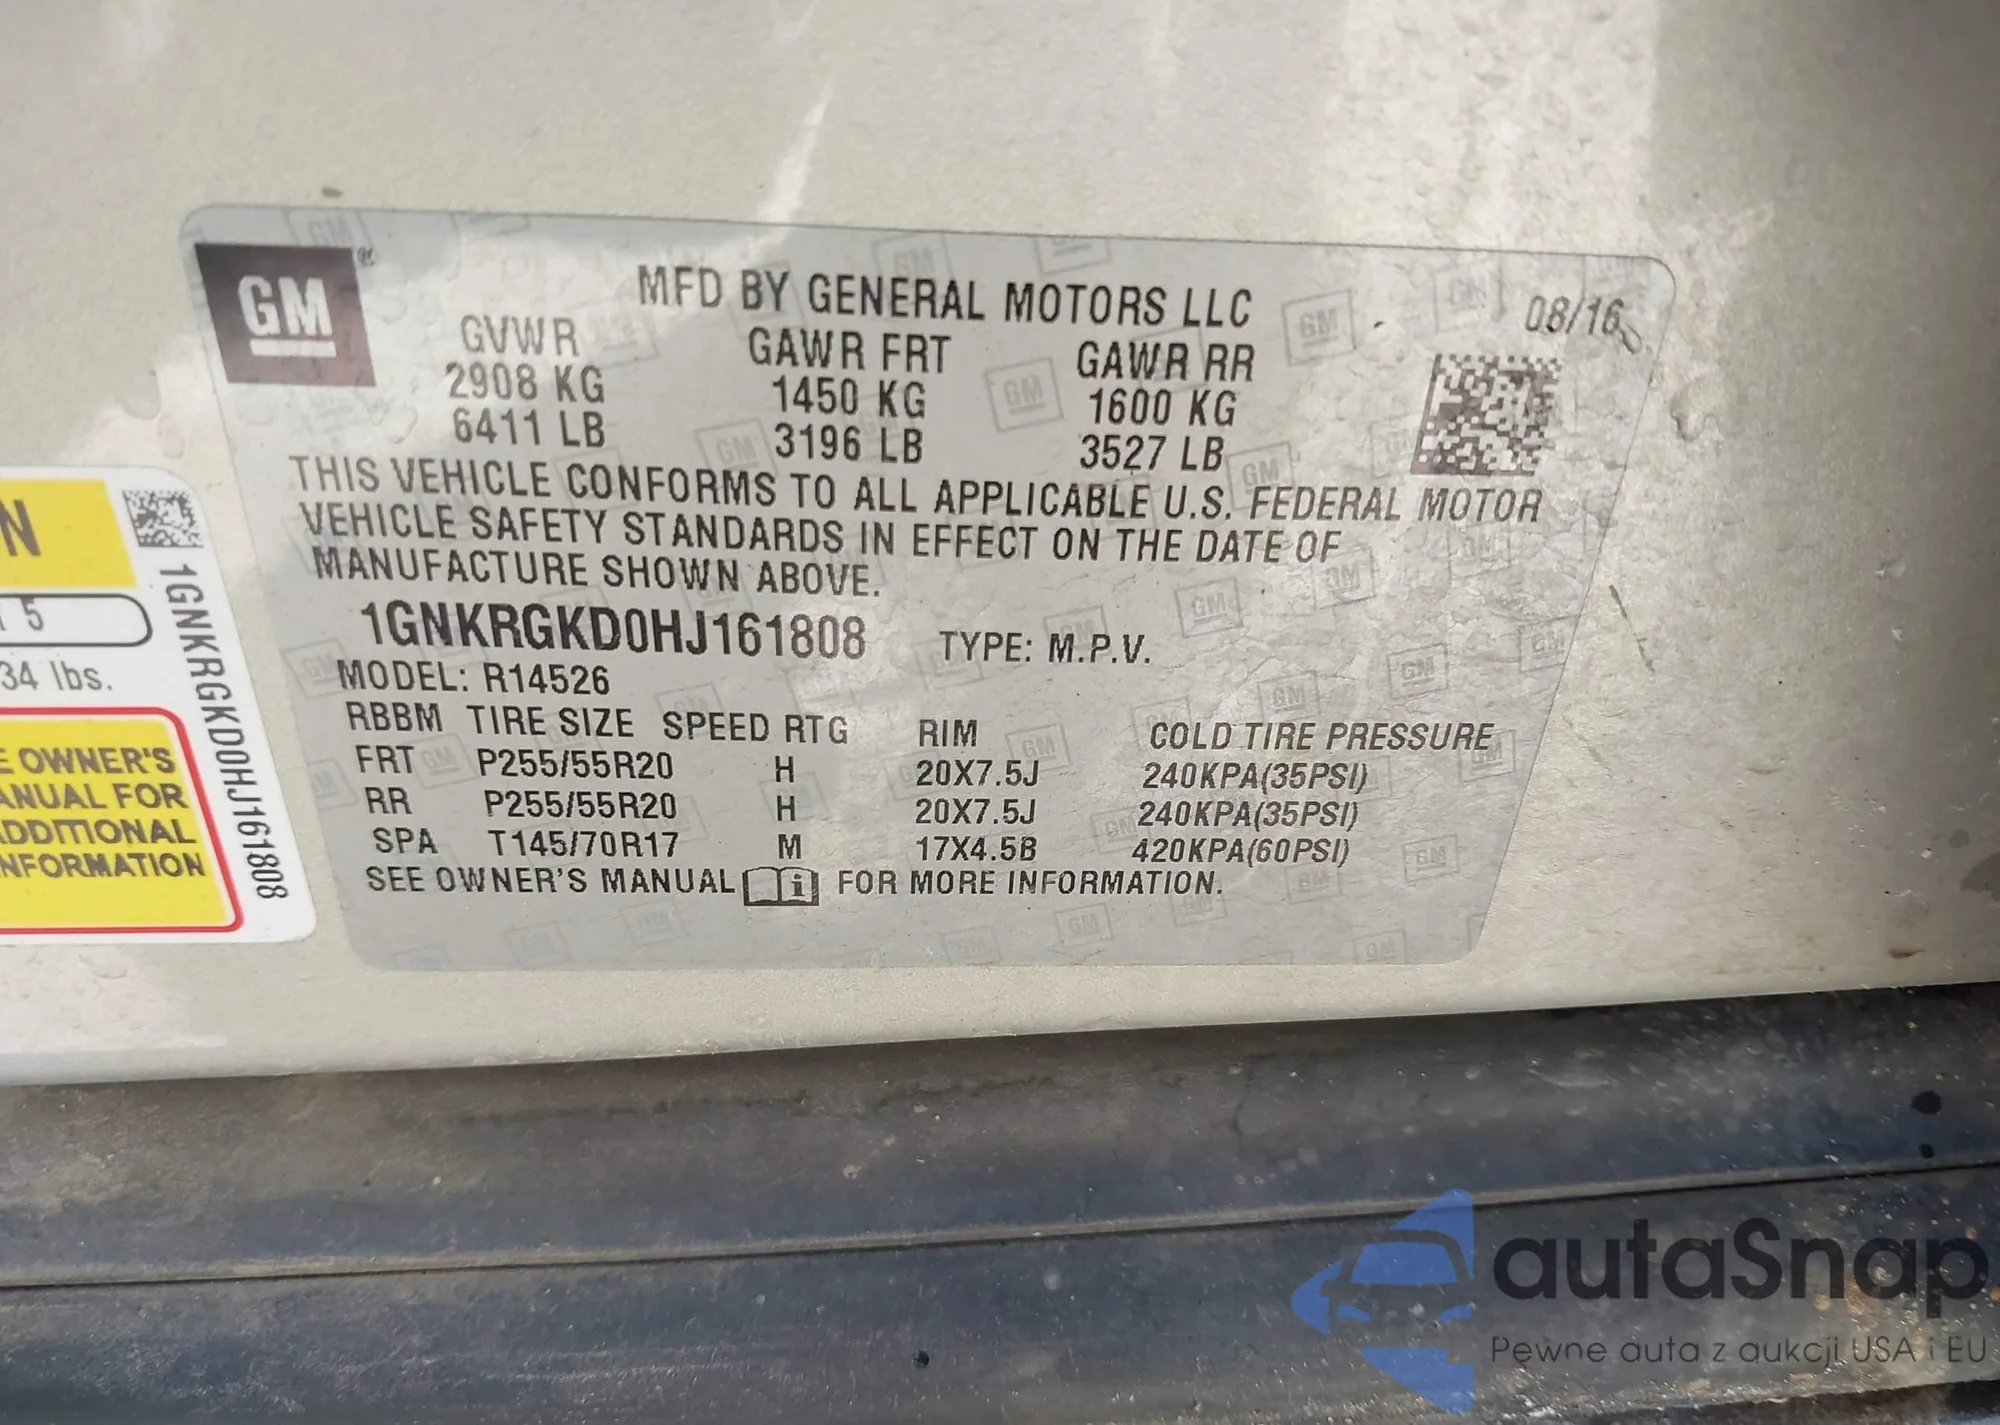 GM
®
MFD BY GENERAL MOTORS LLC
08/16
GVWR GAWR FRT GAWR RR
2908 KG 1450 KG 1600 KG
6411 LB 3196 LB 3527 LB
THIS VEHICLE CONFORMS TO ALL APPLICABLE U.S. FEDERAL MOTOR
VEHICLE SAFETY STANDARDS IN EFFECT ON THE DATE OF
MANUFACTURE SHOWN ABOVE.
1GNKRGKD0HJ161808 TYPE: M.P.V.
MODEL: R14526
RBBM TIRE SIZE SPEED RTG RIM COLD TIRE PRESSURE
FRT P255/55R20 H 20X7.5J 240KPA(35PSI)
RR P255/55R20 H 20X7.5J 240KPA(35PSI)
SPA T145/70R17 M 17X4.5B 420KPA(60PSI)
SEE OWNER'S MANUAL i FOR MORE INFORMATION.
N
5
34 lbs.
E OWNER'S
ANUAL FOR
ADDITIONAL
NFORMATION
1GNKRGKD0HJ161808
autaSnap
Pewne auta z aukcji USA i EU